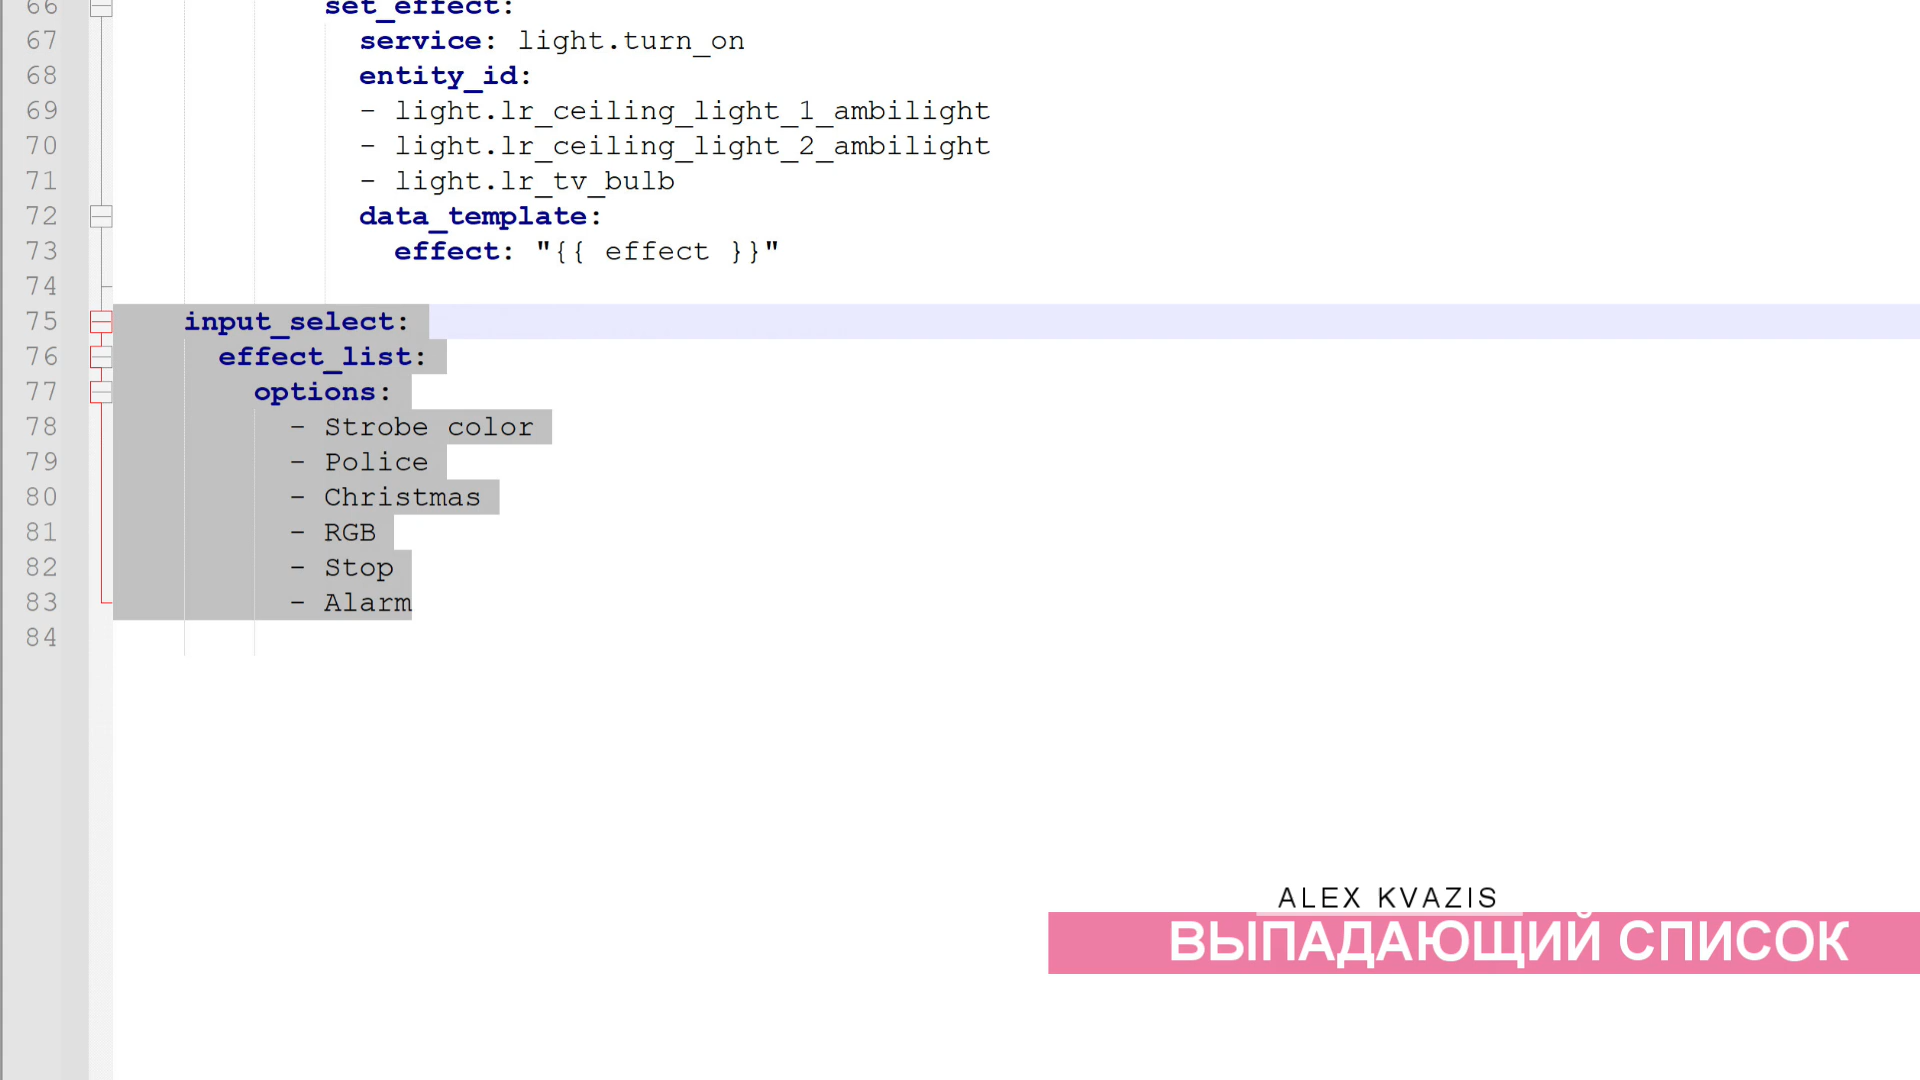 66 set_effect:
67 service: light.turn_on
68 entity_id:
69 - light.lr_ceiling_light_1_ambilight
70 - light.lr_ceiling_light_2_ambilight
71 - light.lr_tv_bulb
72 data_template:
73 effect: "{{ effect }}"
74
75 input_select:
76 effect_list:
77 options:
78 - Strobe color
79 - Police
80 - Christmas
81 - RGB
82 - Stop
83 - Alarm
84
ALEX KVAZIS
ВЫПАДАЮЩИЙ СПИСОК